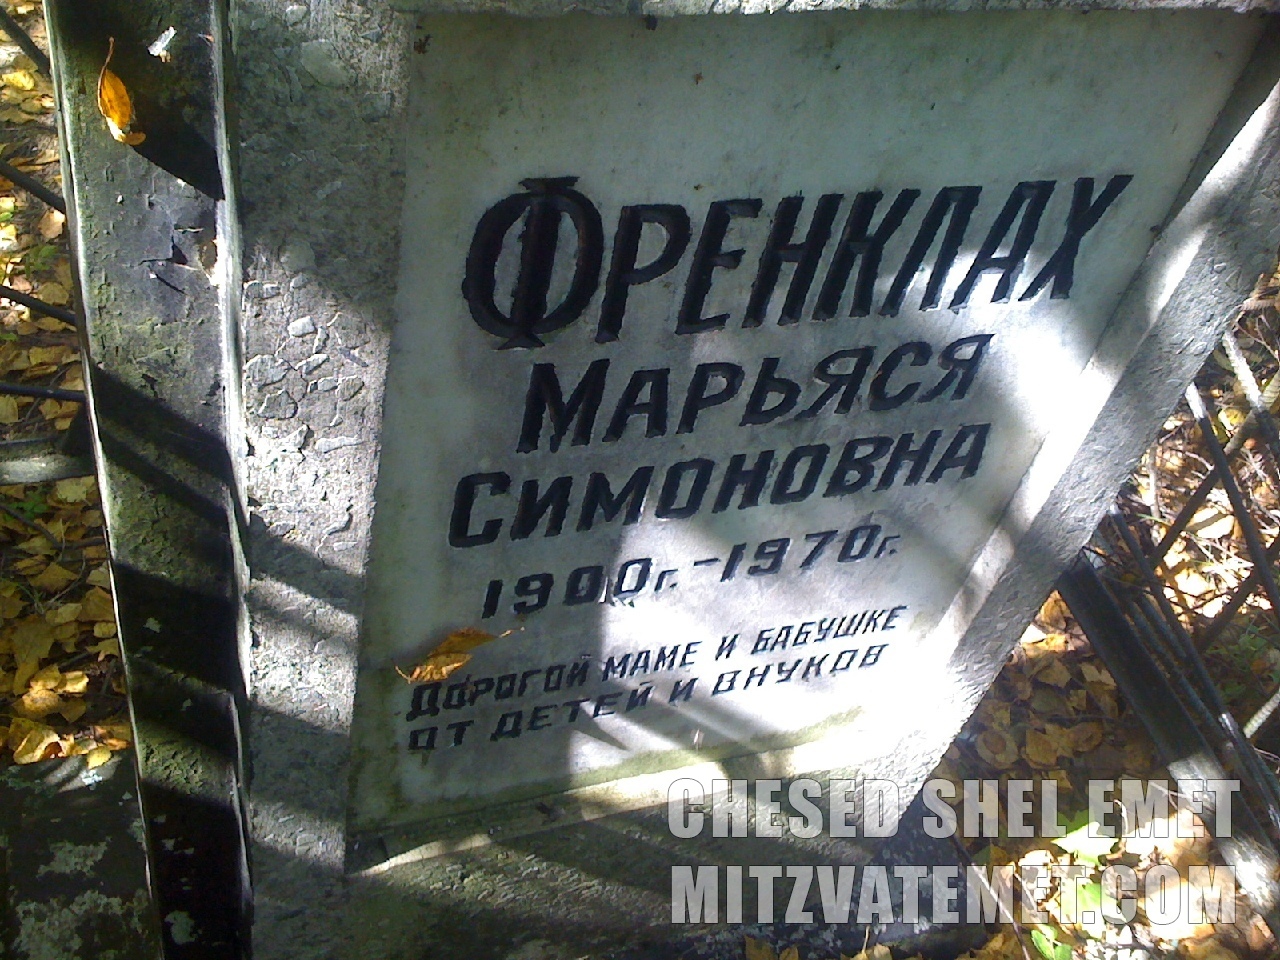 ФРЕНКЛАХ
МАРЬЯСЯ
СИМОНОВНА
1900г.-1970г.
ДОРОГОЙ МАМЕ И БАБУШКЕ
ОТ ДЕТЕЙ И ВНУКОВ
CHESED SHEL EMET
MITZVATEMET.COM